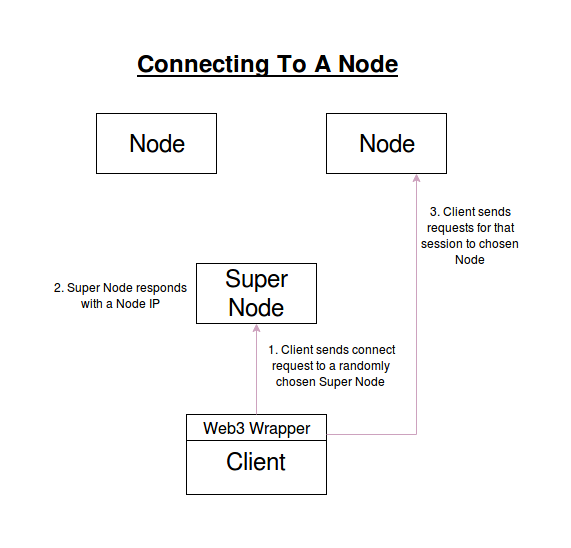 Connecting To A Node
Node
Node
3. Client sends
requests for that
session to chosen
Node
Super
Node
2. Super Node responds
with a Node IP
1. Client sends connect
request to a randomly
chosen Super Node
Web3 Wrapper
Client